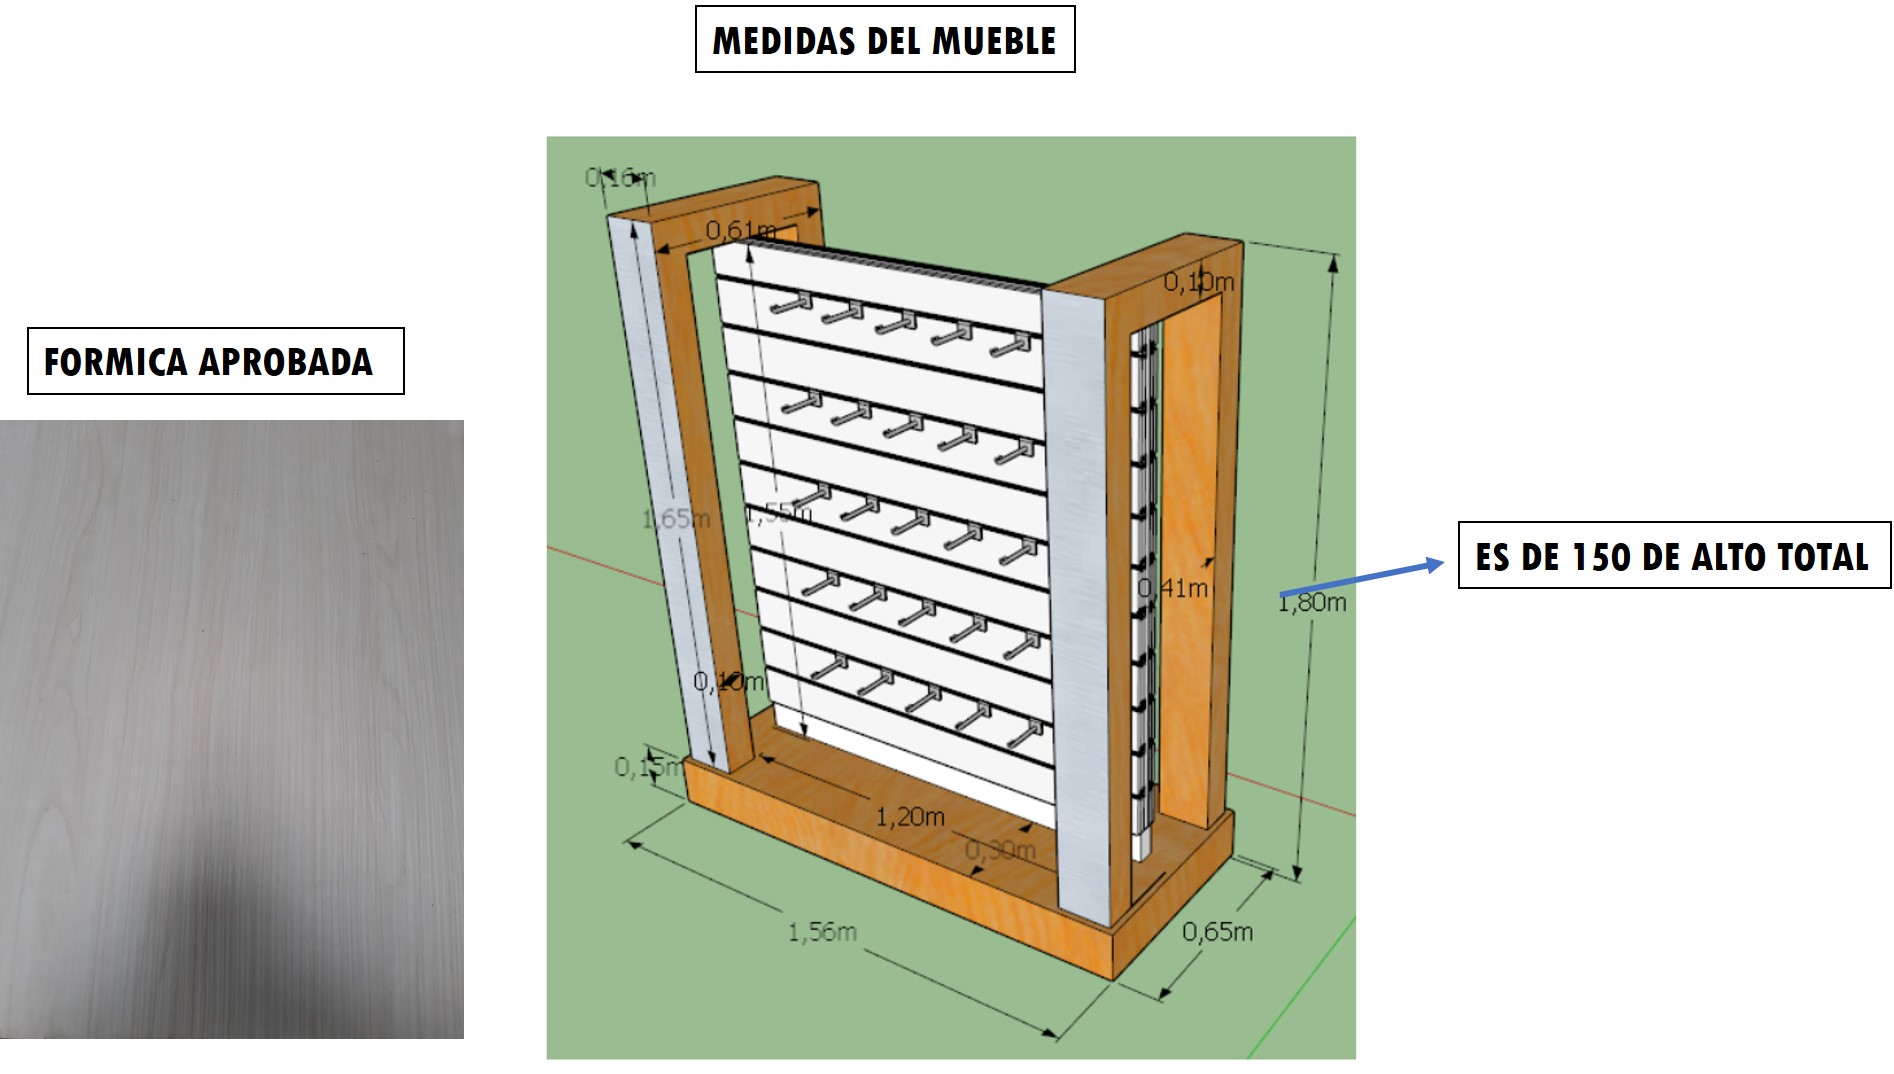 MEDIDAS DEL MUEBLE
0,16m
0,61m
0,10m
FORMICA APROBADA
1,65m
1,55m
ES DE 150 DE ALTO TOTAL
0,41m
1,80m
0,10m
0,15m
1,20m
0,30m
1,56m
0,65m